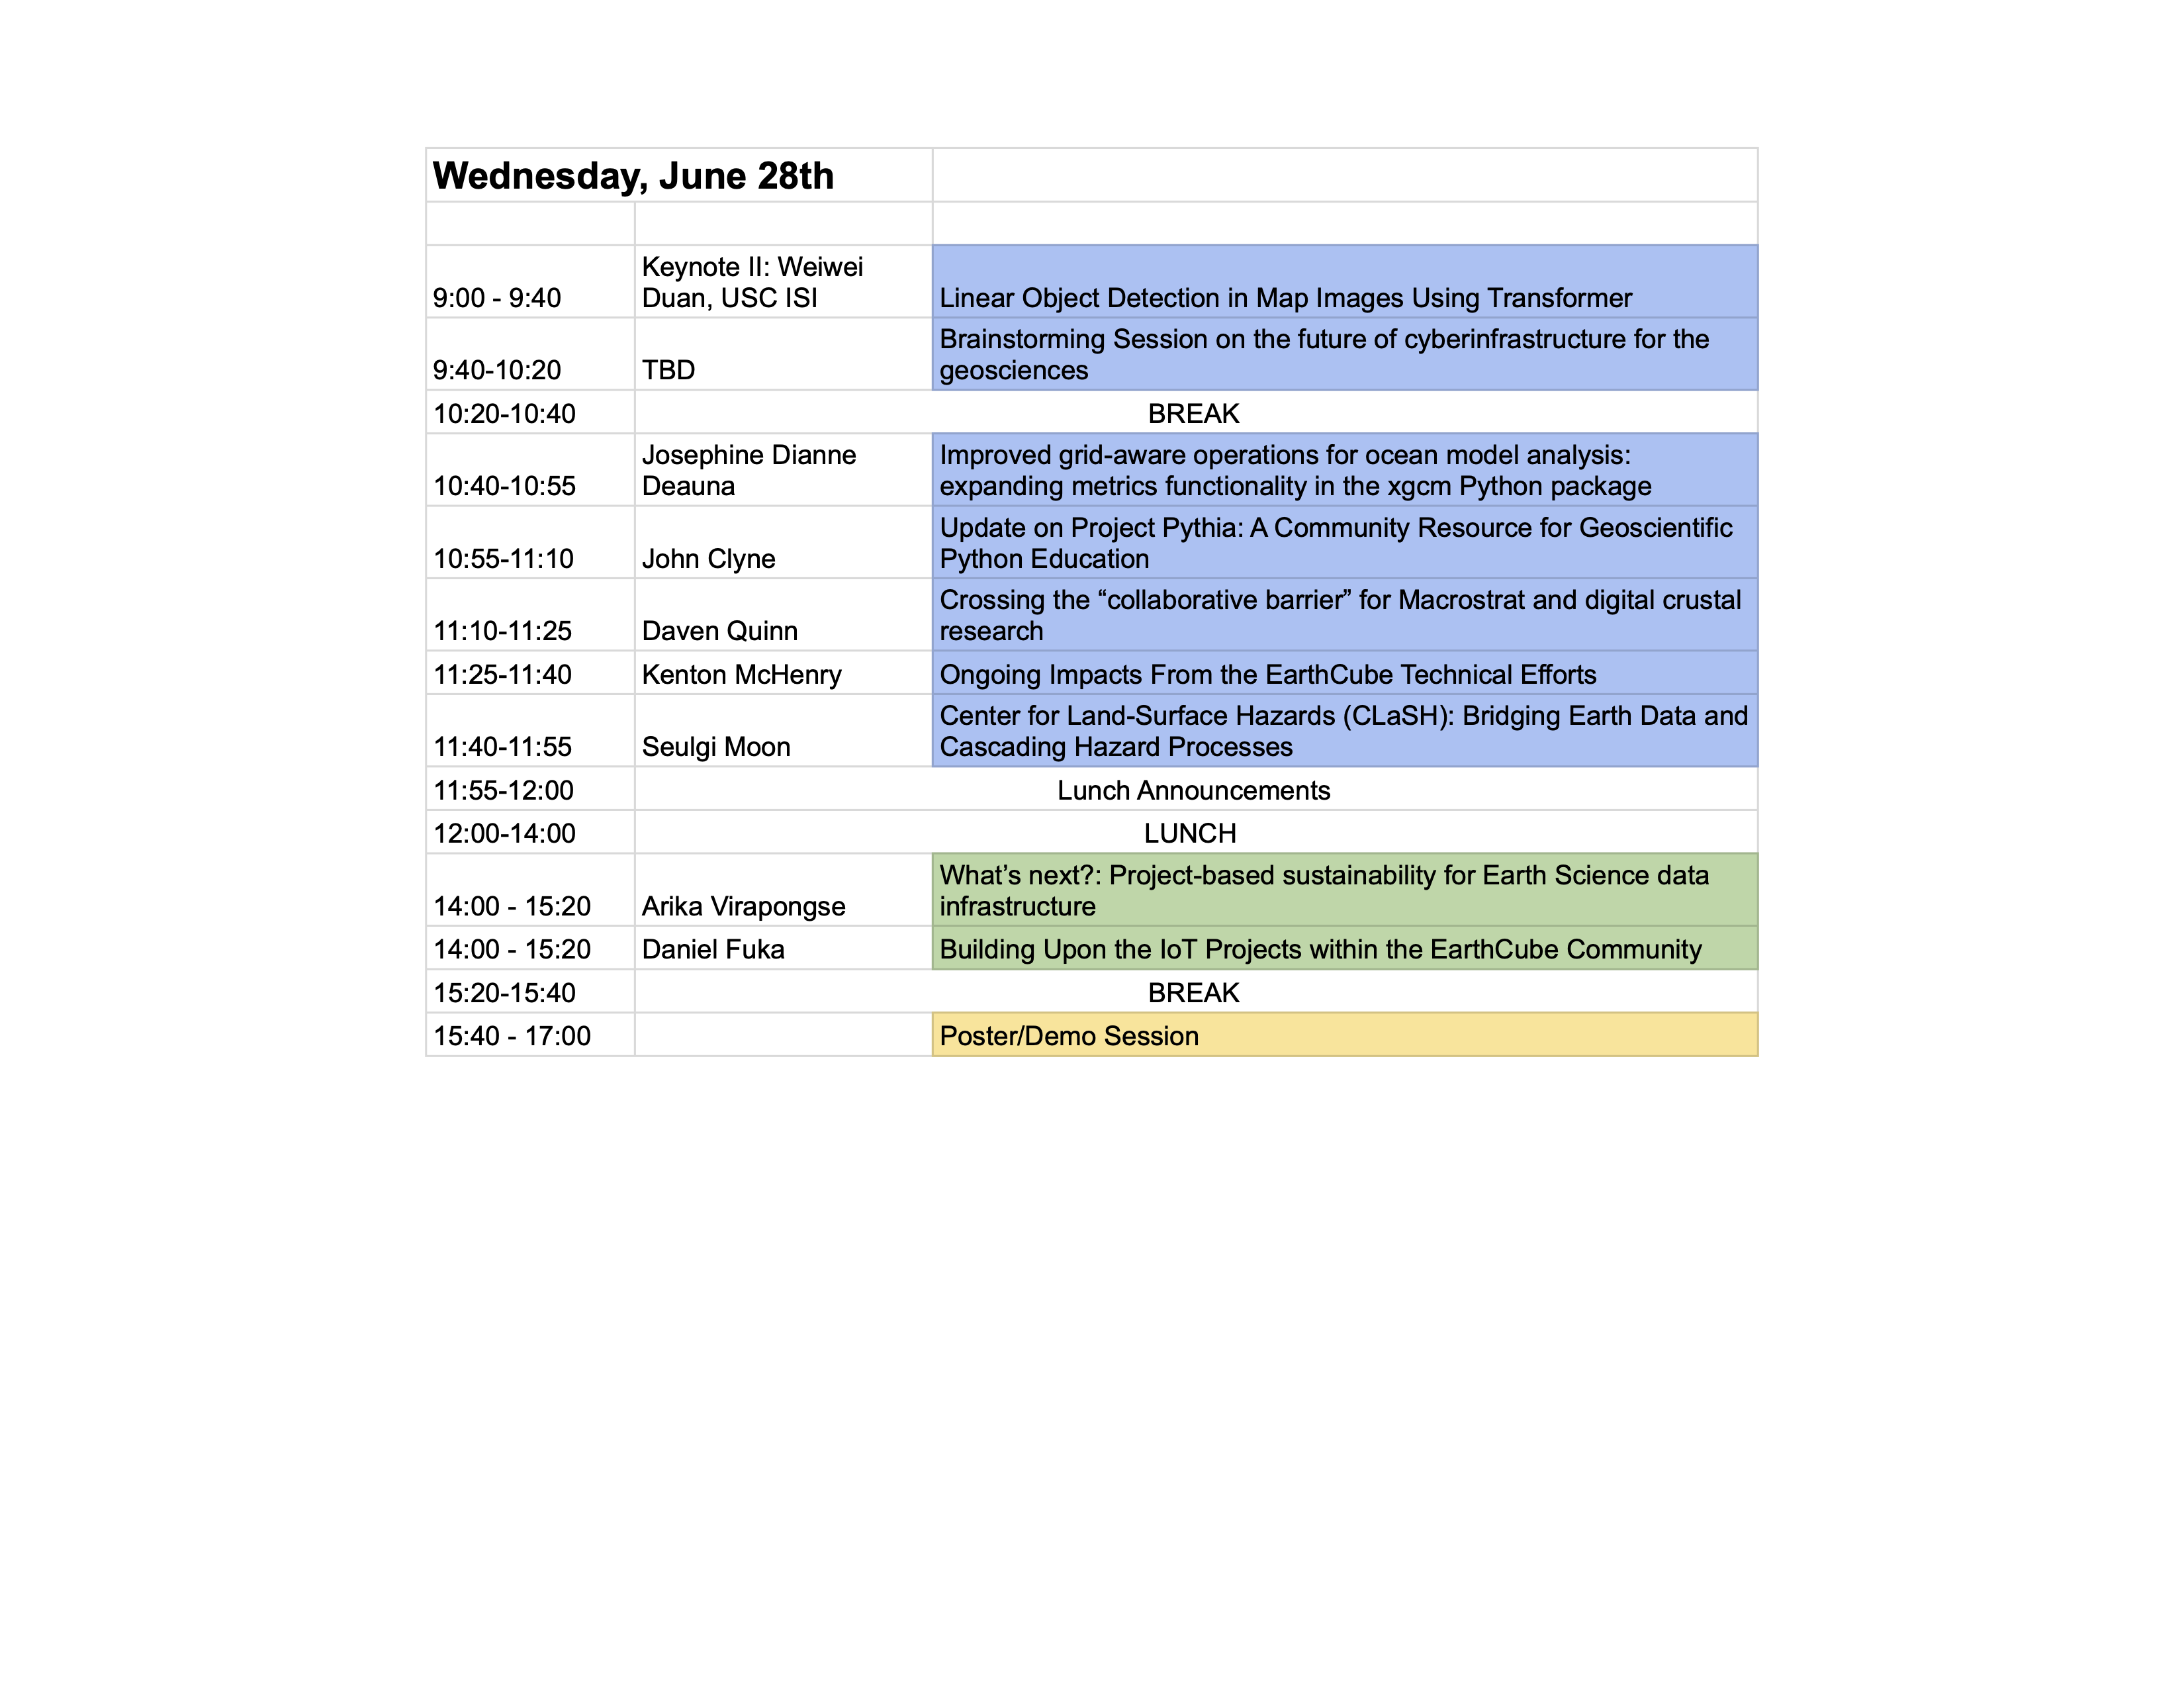 Wednesday, June 28th
Keynote II: Weiwei
9:00 - 9:40 Duan, USC ISI Linear Object Detection in Map Images Using Transformer
Brainstorming Session on the future of cyberinfrastructure for the
9:40-10:20 TBD geosciences
10:20-10:40 BREAK
Josephine Dianne Improved grid-aware operations for ocean model analysis:
10:40-10:55 Deauna expanding metrics functionality in the xgcm Python package
Update on Project Pythia: A Community Resource for Geoscientific
10:55-11:10 John Clyne Python Education
Crossing the “collaborative barrier” for Macrostrat and digital crustal
11:10-11:25 Daven Quinn research
11:25-11:40 Kenton McHenry Ongoing Impacts From the EarthCube Technical Efforts
Center for Land-Surface Hazards (CLaSH): Bridging Earth Data and
11:40-11:55 Seulgi Moon Cascading Hazard Processes
11:55-12:00 Lunch Announcements
12:00-14:00 LUNCH
What’s next?: Project-based sustainability for Earth Science data
14:00 - 15:20 Arika Virapongse infrastructure
14:00 - 15:20 Daniel Fuka Building Upon the IoT Projects within the EarthCube Community
15:20-15:40 BREAK
15:40 - 17:00 Poster/Demo Session